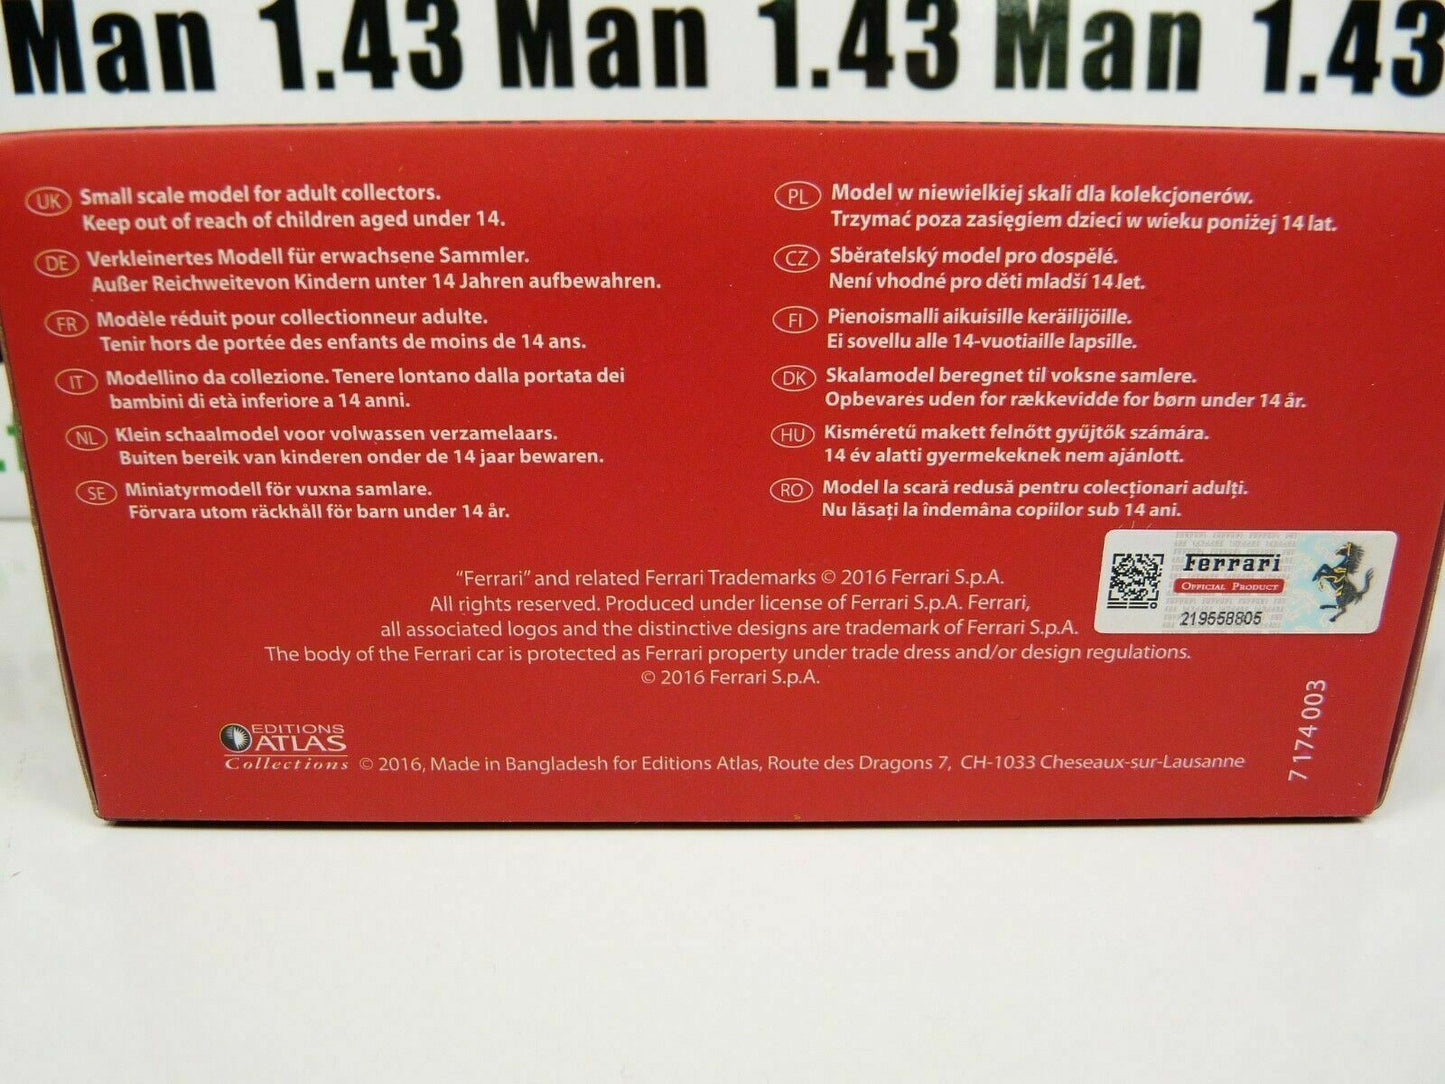 Man 1.43 Man 1.43 Man 1.43
UK Small scale model for adult collectors.
Keep out of reach of children aged under 14.
DE Verkleinertes Modell für erwachsene Sammler.
Außer Reichweitevon Kindern unter 14 Jahren aufbewahren.
FR Modèle réduit pour collectionneur adulte.
Tenir hors de portée des enfants de moins de 14 ans.
IT Modellino da collezione. Tenere lontano dalla portata dei
bambini di età inferiore a 14 anni.
NL Klein schaalmodel voor volwassen verzamelaars.
Buiten bereik van kinderen onder de 14 jaar bewaren.
SE Miniatyrmodell för vuxna samlare.
Förvara utom räckhåll för barn under 14 år.
PL Model w niewielkiej skali dla kolekcjonerów.
Trzymać poza zasięgiem dzieci w wieku poniżej 14 lat.
CZ Sběratelský model pro dospělé.
Není vhodné pro děti mladší 14 let.
FI Pienoismalli aikuisille keräilijöille.
Ei sovellu alle 14-vuotiaille lapsille.
DK Skalamodel beregnet til voksne samlere.
Opbevares uden for rækkevidde for børn under 14 år.
HU Kisméretű makett felnőtt gyűjtők számára.
14 év alatti gyermekeknek nem ajánlott.
RO Model la scară redusă pentru colecționari adulți.
Nu lăsați la îndemâna copiilor sub 14 ani.
Ferrari
OFFICIAL PRODUCT
219558805
"Ferrari" and related Ferrari Trademarks © 2016 Ferrari S.p.A.
All rights reserved. Produced under license of Ferrari S.p.A. Ferrari,
all associated logos and the distinctive designs are trademark of Ferrari S.p.A.
The body of the Ferrari car is protected as Ferrari property under trade dress and/or design regulations.
© 2016 Ferrari S.p.A.
EDITIONS
ATLAS
Collections
© 2016, Made in Bangladesh for Editions Atlas, Route des Dragons 7, CH-1033 Cheseaux-sur-Lausanne
7 174 003